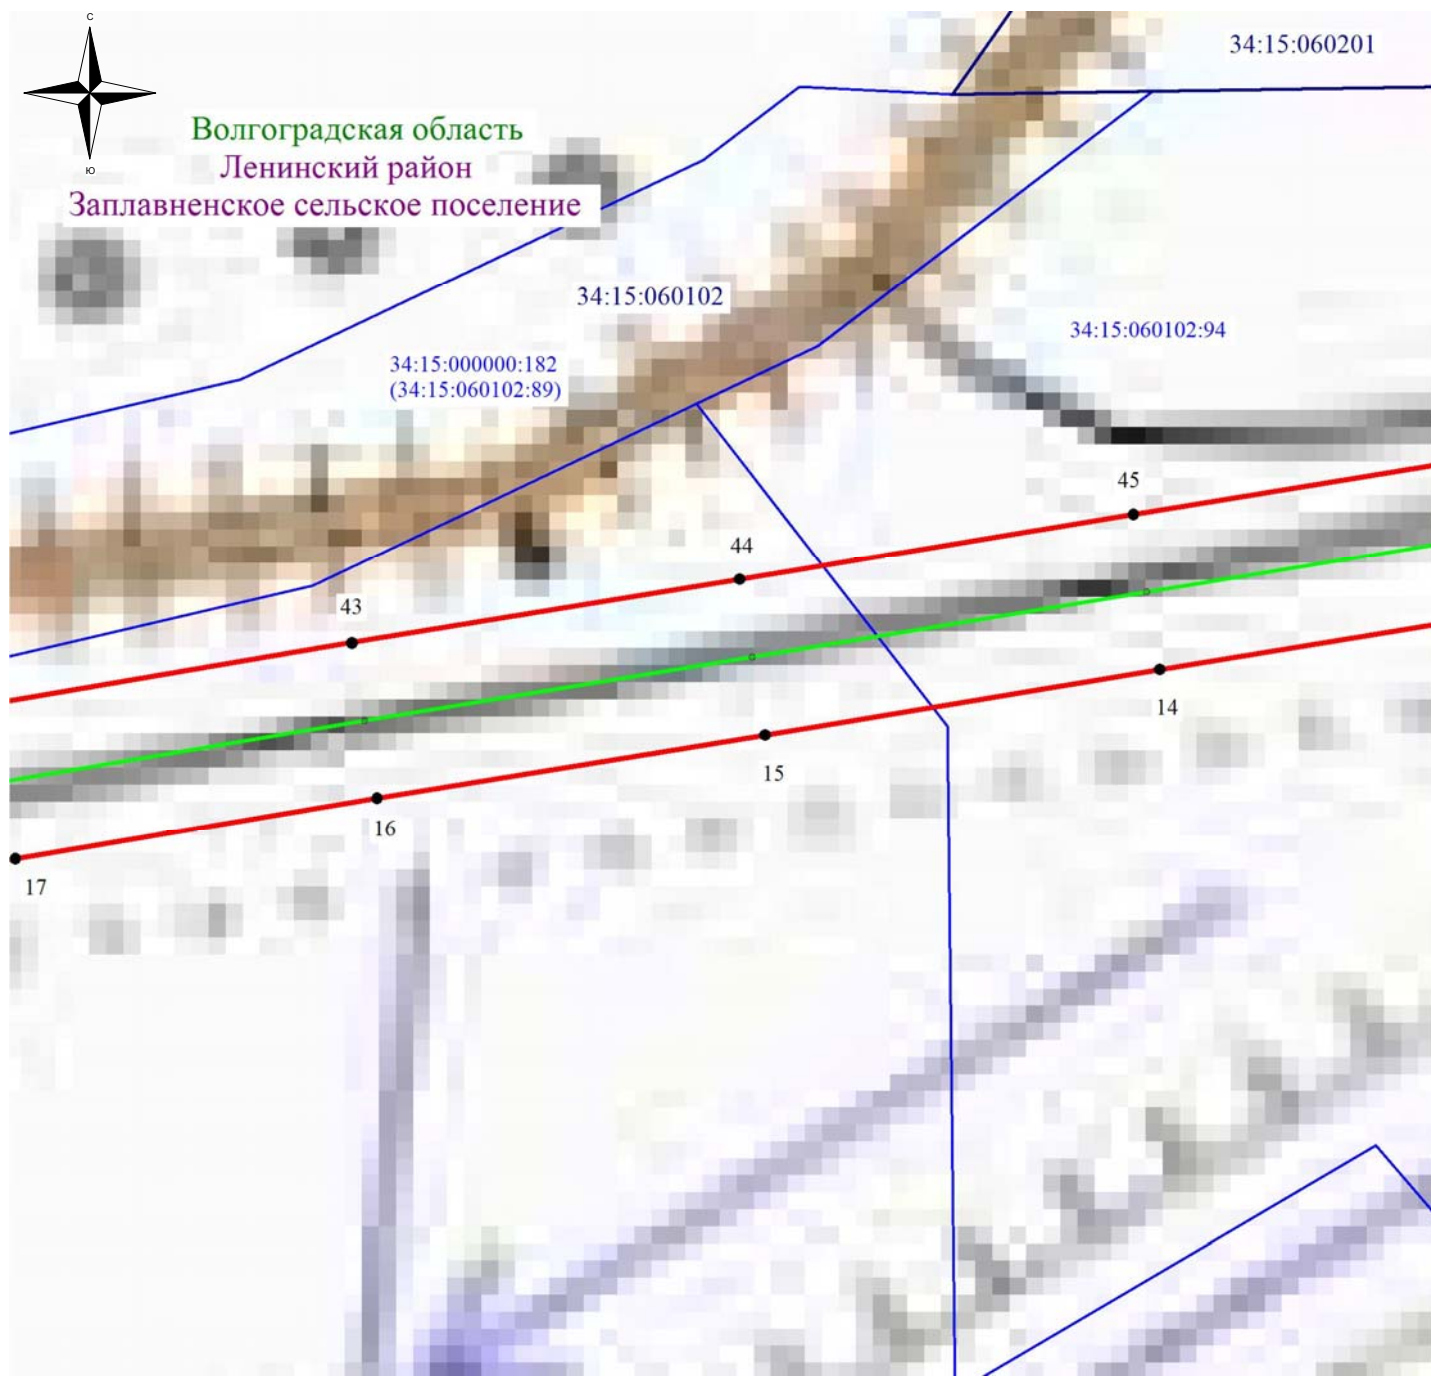 С
Ю
34:15:060201
Волгоградская область
Ленинский район
Заплавненское сельское поселение
34:15:060102
34:15:060102:94
34:15:000000:182
(34:15:060102:89)
45
44
43
14
15
16
17